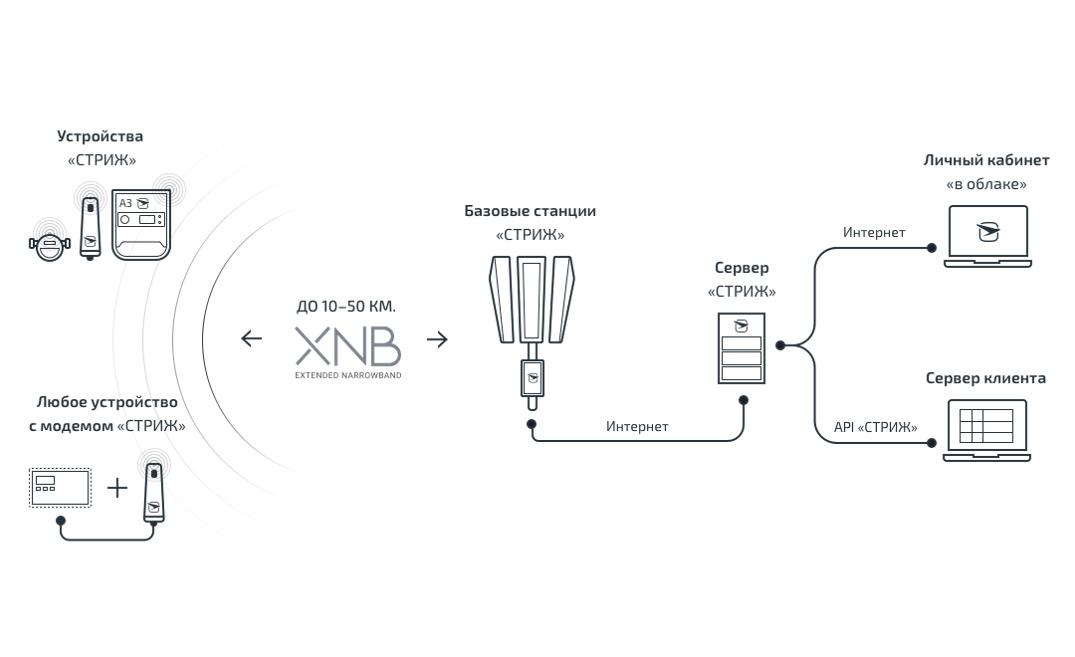 Устройства
«СТРИЖ»
А3
Любое устройство
с модемом «СТРИЖ»
ДО 10–50 КМ.
XNB
EXTENDED NARROWBAND
Базовые станции
«СТРИЖ»
Интернет
Сервер
«СТРИЖ»
Интернет
API «СТРИЖ»
Личный кабинет
«в облаке»
Сервер клиента